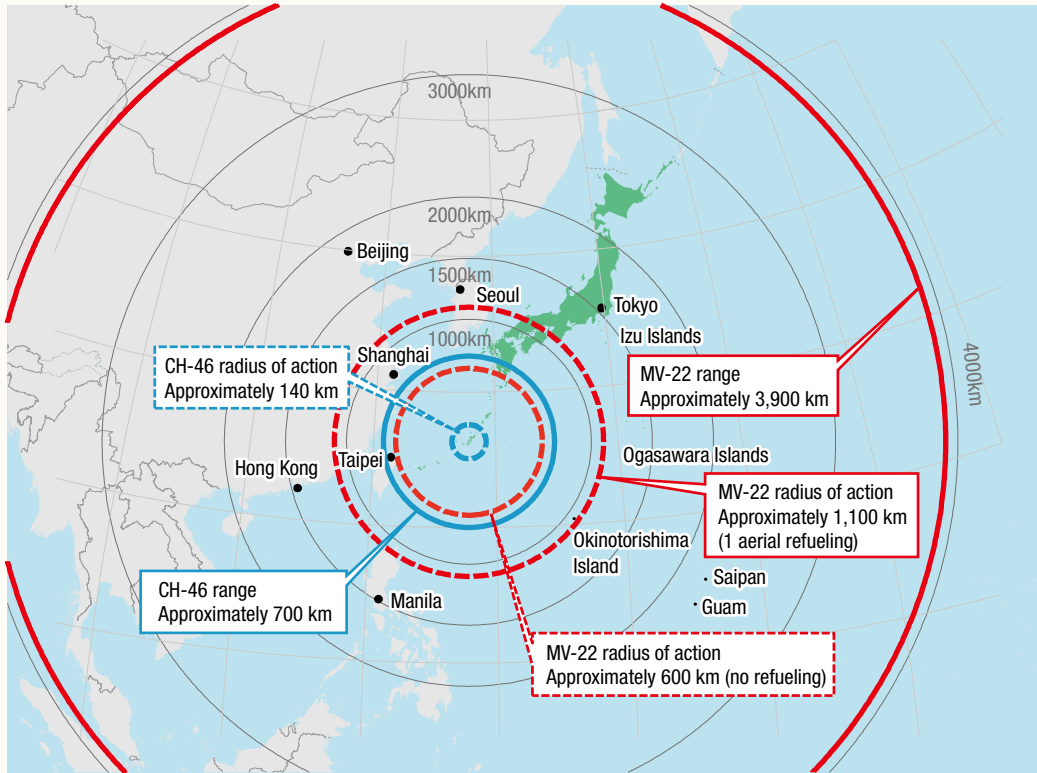 3000km
2000km
Beijing
1500km
Seoul
Tokyo
1000km
Izu Islands
Shanghai
CH-46 radius of action
Approximately 140 km
MV-22 range
Approximately 3,900 km
4000km
Taipei
Hong Kong
Ogasawara Islands
MV-22 radius of action
Approximately 1,100 km
(1 aerial refueling)
Okinotorishima
Island
Saipan
Guam
CH-46 range
Approximately 700 km
Manila
MV-22 radius of action
Approximately 600 km (no refueling)